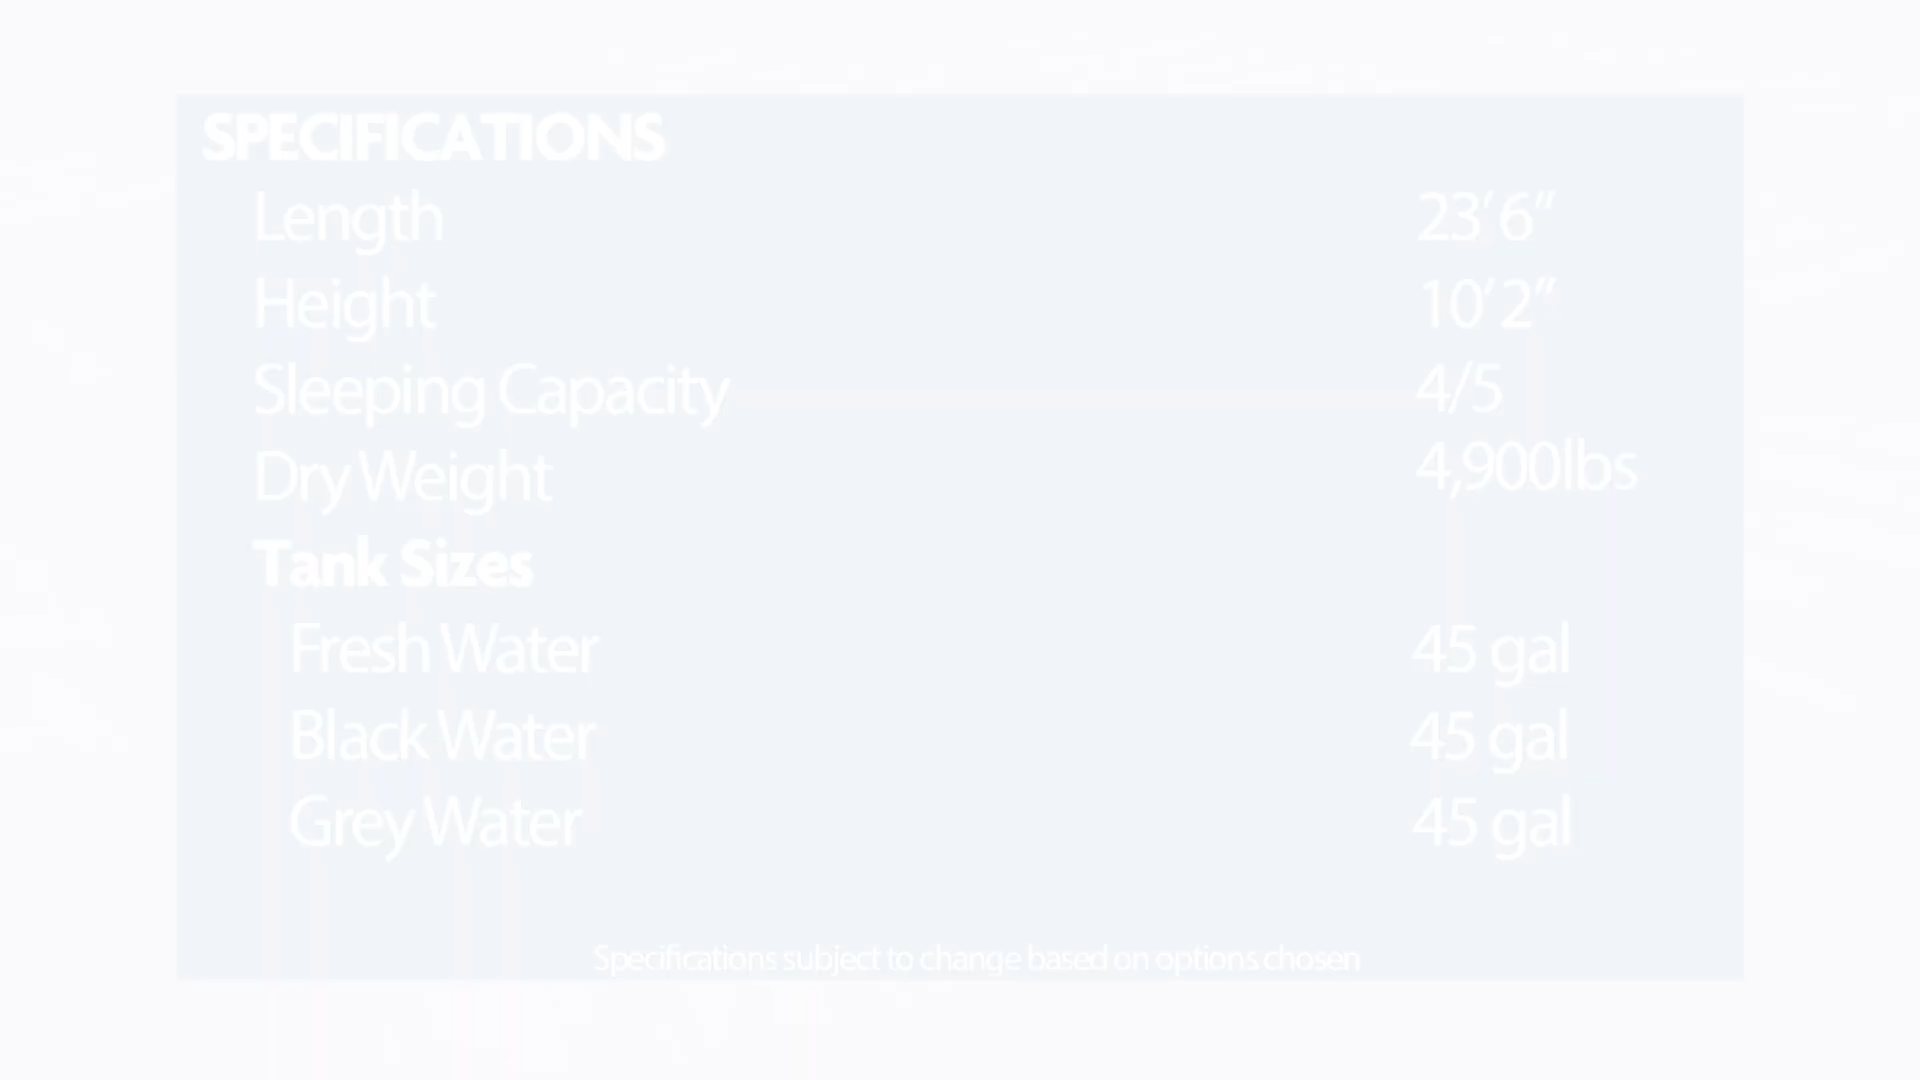 SPECIFICATIONS
Length 23’6”
Height 10’2”
Sleeping Capacity 4/5
Dry Weight 4,900lbs
Tank Sizes
Fresh Water 45 gal
Black Water 45 gal
Grey Water 45 gal
Specifications subject to change based on options chosen